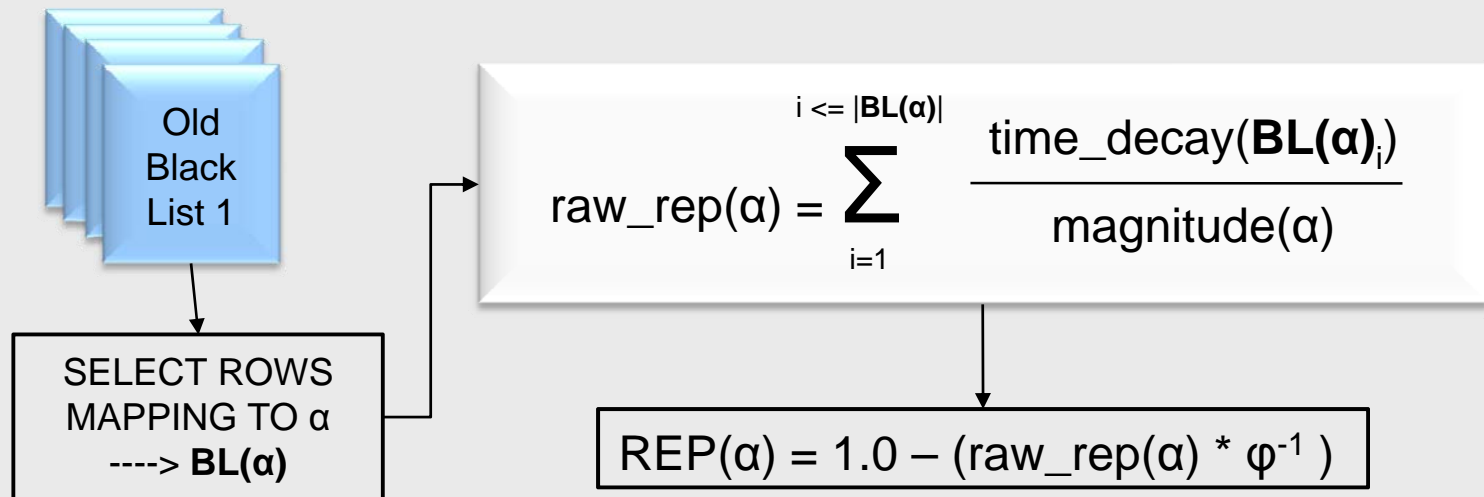 Old
Black
List 1
SELECT ROWS
MAPPING TO α
----> BL(α)
i <= |BL(α)|
raw_rep(α) = Σ time_decay(BL(α)i)
magnitude(α)
i=1
REP(α) = 1.0 – (raw_rep(α) * φ-1 )